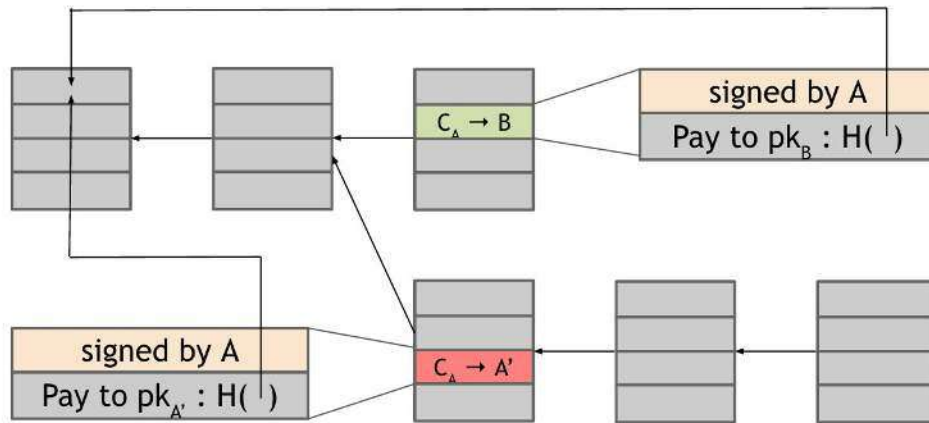 signed by A
C_A → B
Pay to pk_B : H( )
signed by A
C_A → A'
Pay to pk_A' : H( )